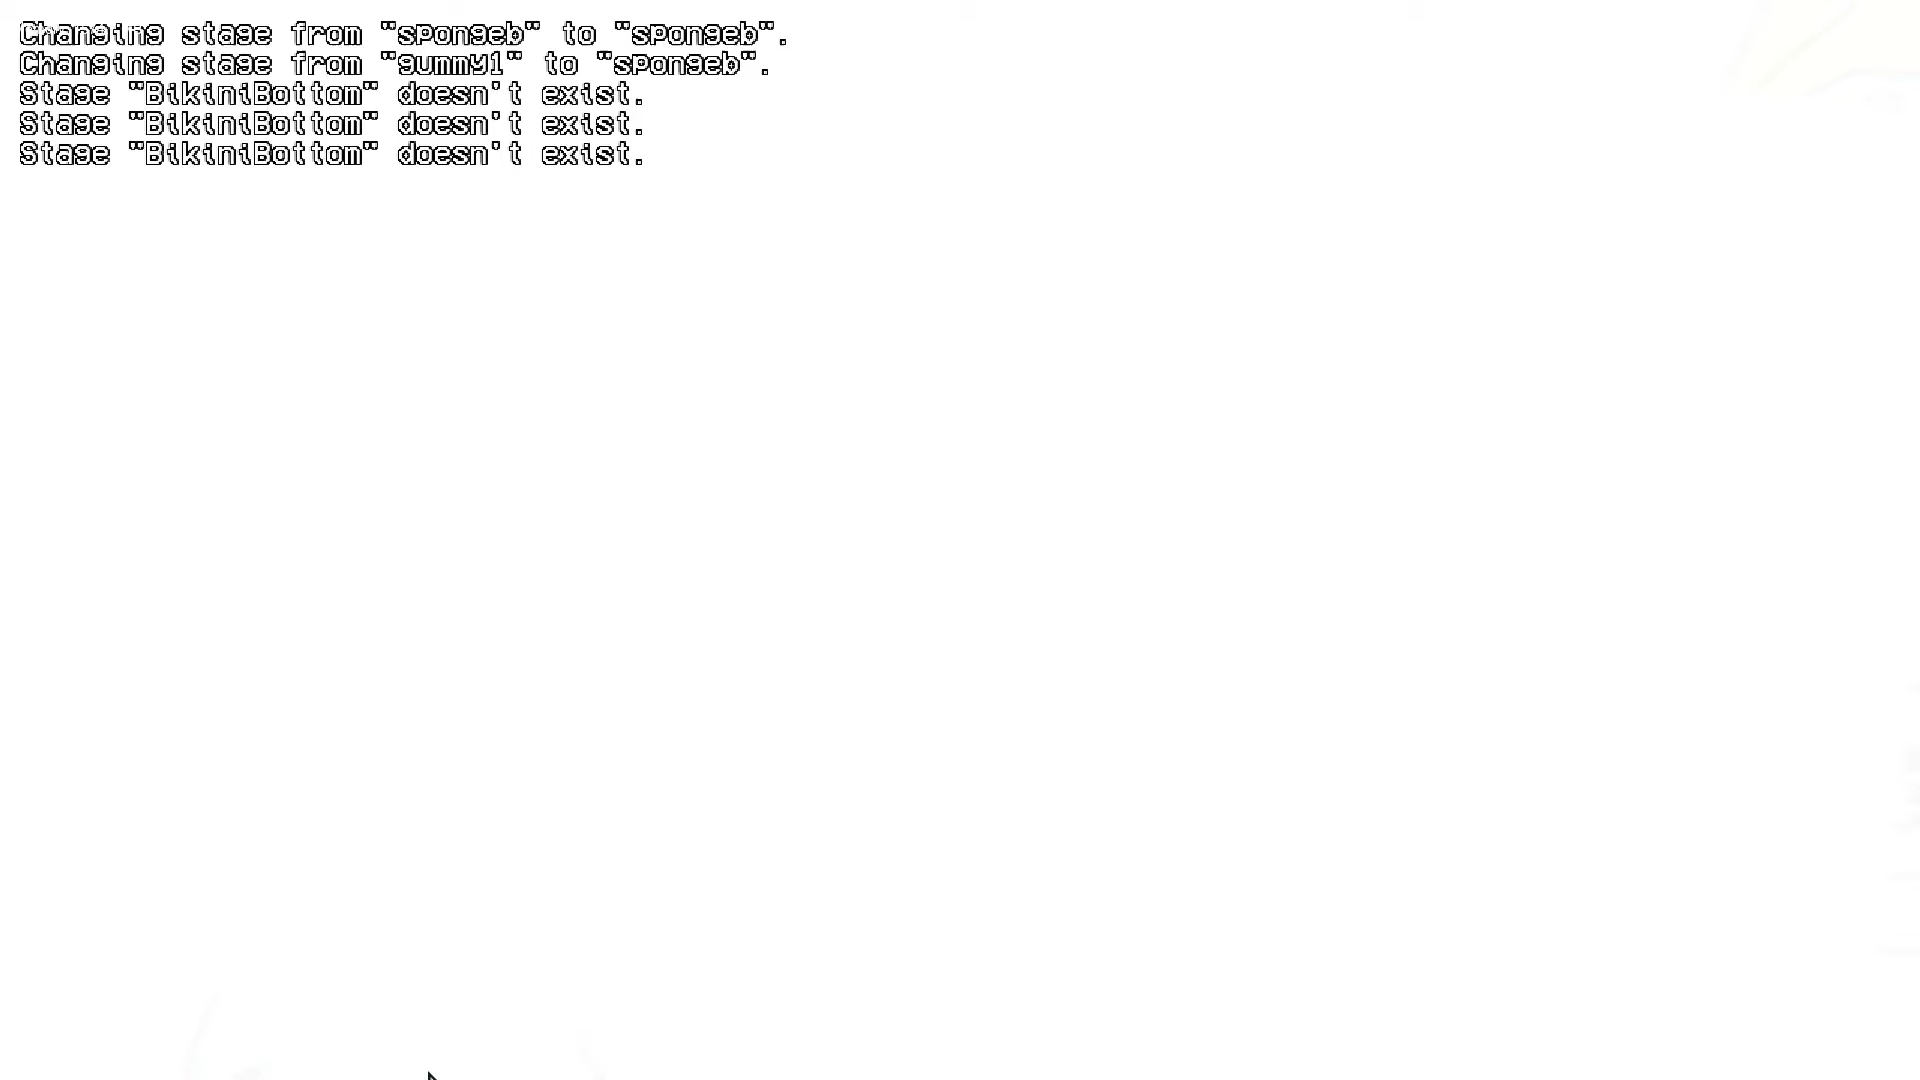 Changing stage from "spongeb" to "spongeb".
Changing stage from "gummy1" to "spongeb".
Stage "BikiniBottom" doesn't exist.
Stage "BikiniBottom" doesn't exist.
Stage "BikiniBottom" doesn't exist.